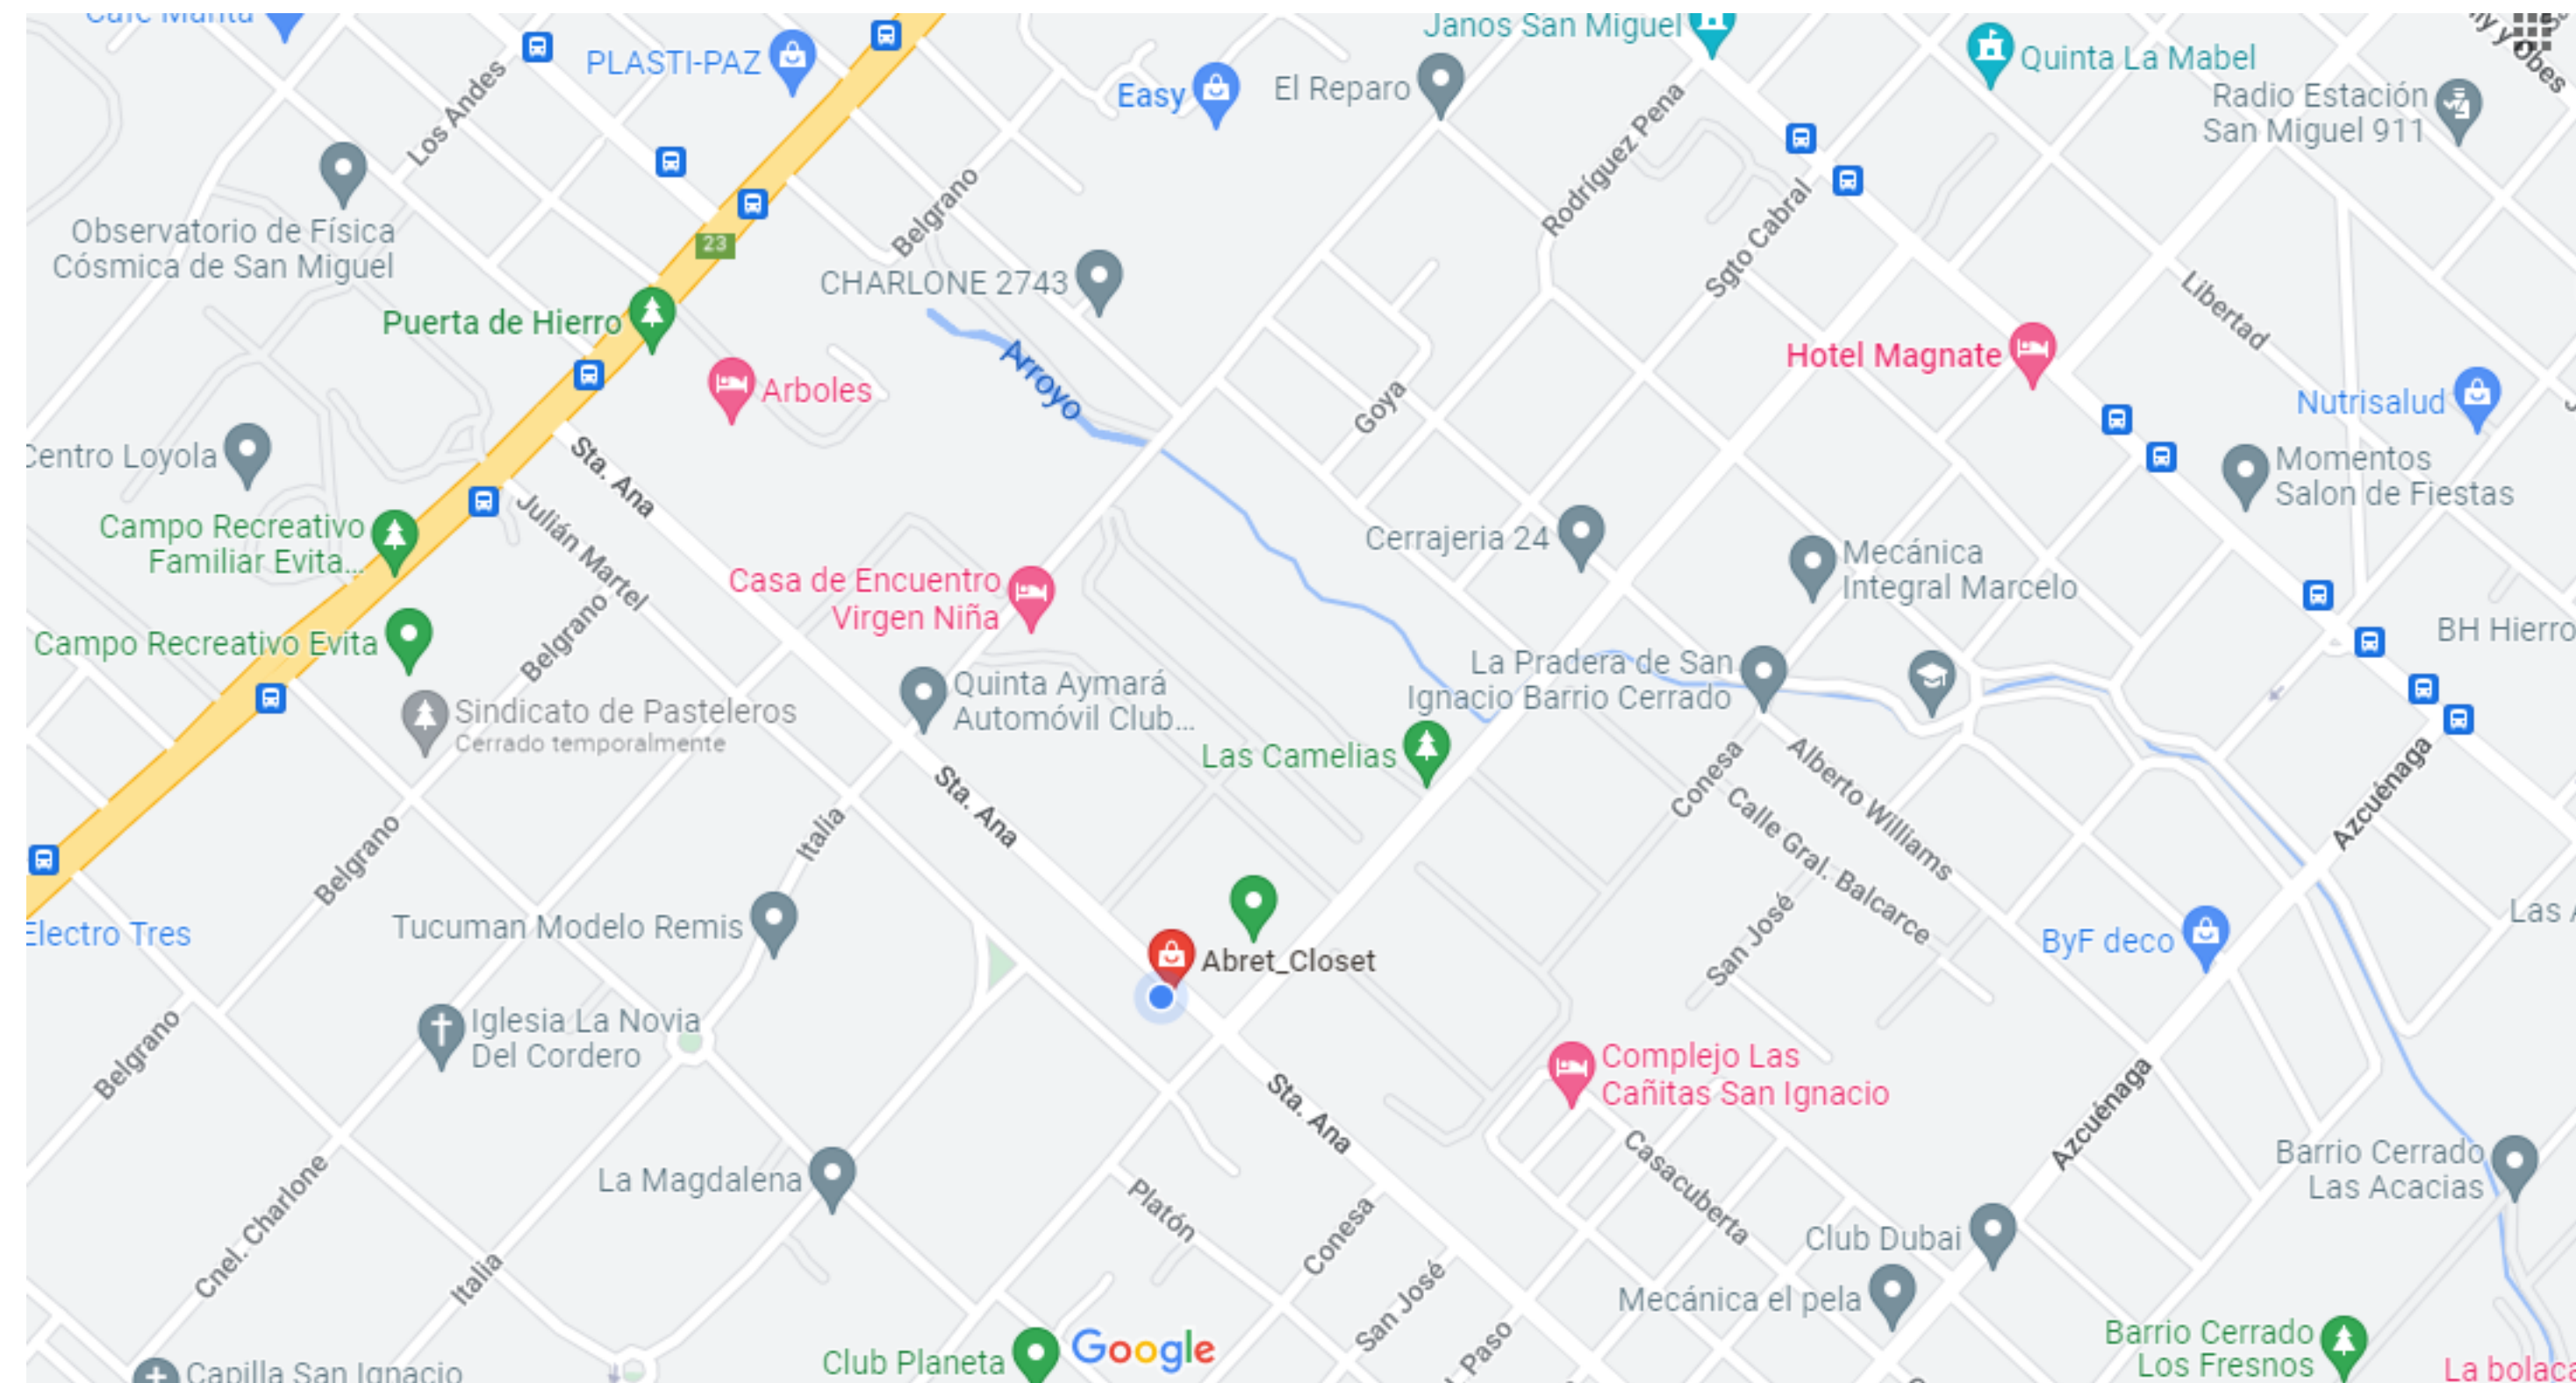 Café Manta
PLASTI-PAZ
Janos San Miguel
Quinta La Mabel
Easy
El Reparo
Radio Estación
San Miguel 911
Los Andes
Belgrano
Rodríguez Pena
Sgto Cabral
Observatorio de Física
Cósmica de San Miguel
23
CHARLONE 2743
Puerta de Hierro
Arboles
Arroyo
Goya
Libertad
Hotel Magnate
Nutrisalud
Centro Loyola
Sta. Ana
Momentos
Salon de Fiestas
Campo Recreativo
Familiar Evita...
Julián Martel
Cerrajeria 24
Mecánica
Integral Marcelo
Casa de Encuentro
Virgen Niña
Campo Recreativo Evita
Belgrano
BH Hierro
Quinta Aymará
Automóvil Club...
La Pradera de San
Ignacio Barrio Cerrado
Sindicato de Pasteleros
Cerrado temporalmente
Las Camelias
Sta. Ana
Conesa
Alberto Williams
Calle Gral. Balcarce
Azcuénaga
Belgrano
Italia
San José
Electro Tres
Tucuman Modelo Remis
Abret_Closet
ByF deco
Las
Iglesia La Novia
Del Cordero
Belgrano
Complejo Las
Cañitas San Ignacio
Sta. Ana
Casacuberta
Azcuénaga
Barrio Cerrado
Las Acacias
La Magdalena
Platón
Conesa
Cnel. Charlone
Italia
Club Dubai
Mecánica el pela
San José
Paso
Club Planeta
Google
Barrio Cerrado
Los Fresnos
Capilla San Ignacio
La bolaca